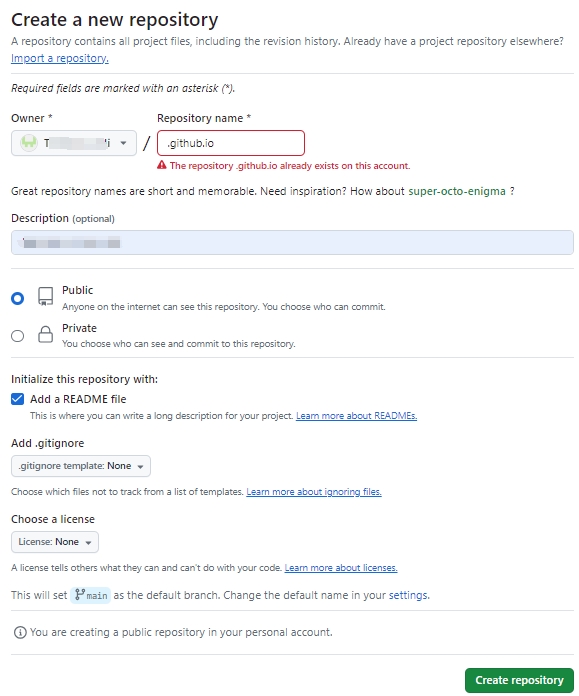 Create a new repository
A repository contains all project files, including the revision history. Already have a project repository elsewhere?
Import a repository.
Required fields are marked with an asterisk (*).
Owner * Repository name *
/ .github.io
The repository .github.io already exists on this account.
Great repository names are short and memorable. Need inspiration? How about super-octo-enigma ?
Description (optional)
Public
Anyone on the internet can see this repository. You choose who can commit.
Private
You choose who can see and commit to this repository.
Initialize this repository with:
Add a README file
This is where you can write a long description for your project. Learn more about READMEs.
Add .gitignore
.gitignore template: None
Choose which files not to track from a list of templates. Learn more about ignoring files.
Choose a license
License: None
A license tells others what they can and can't do with your code. Learn more about licenses.
This will set main as the default branch. Change the default name in your settings.
You are creating a public repository in your personal account.
Create repository